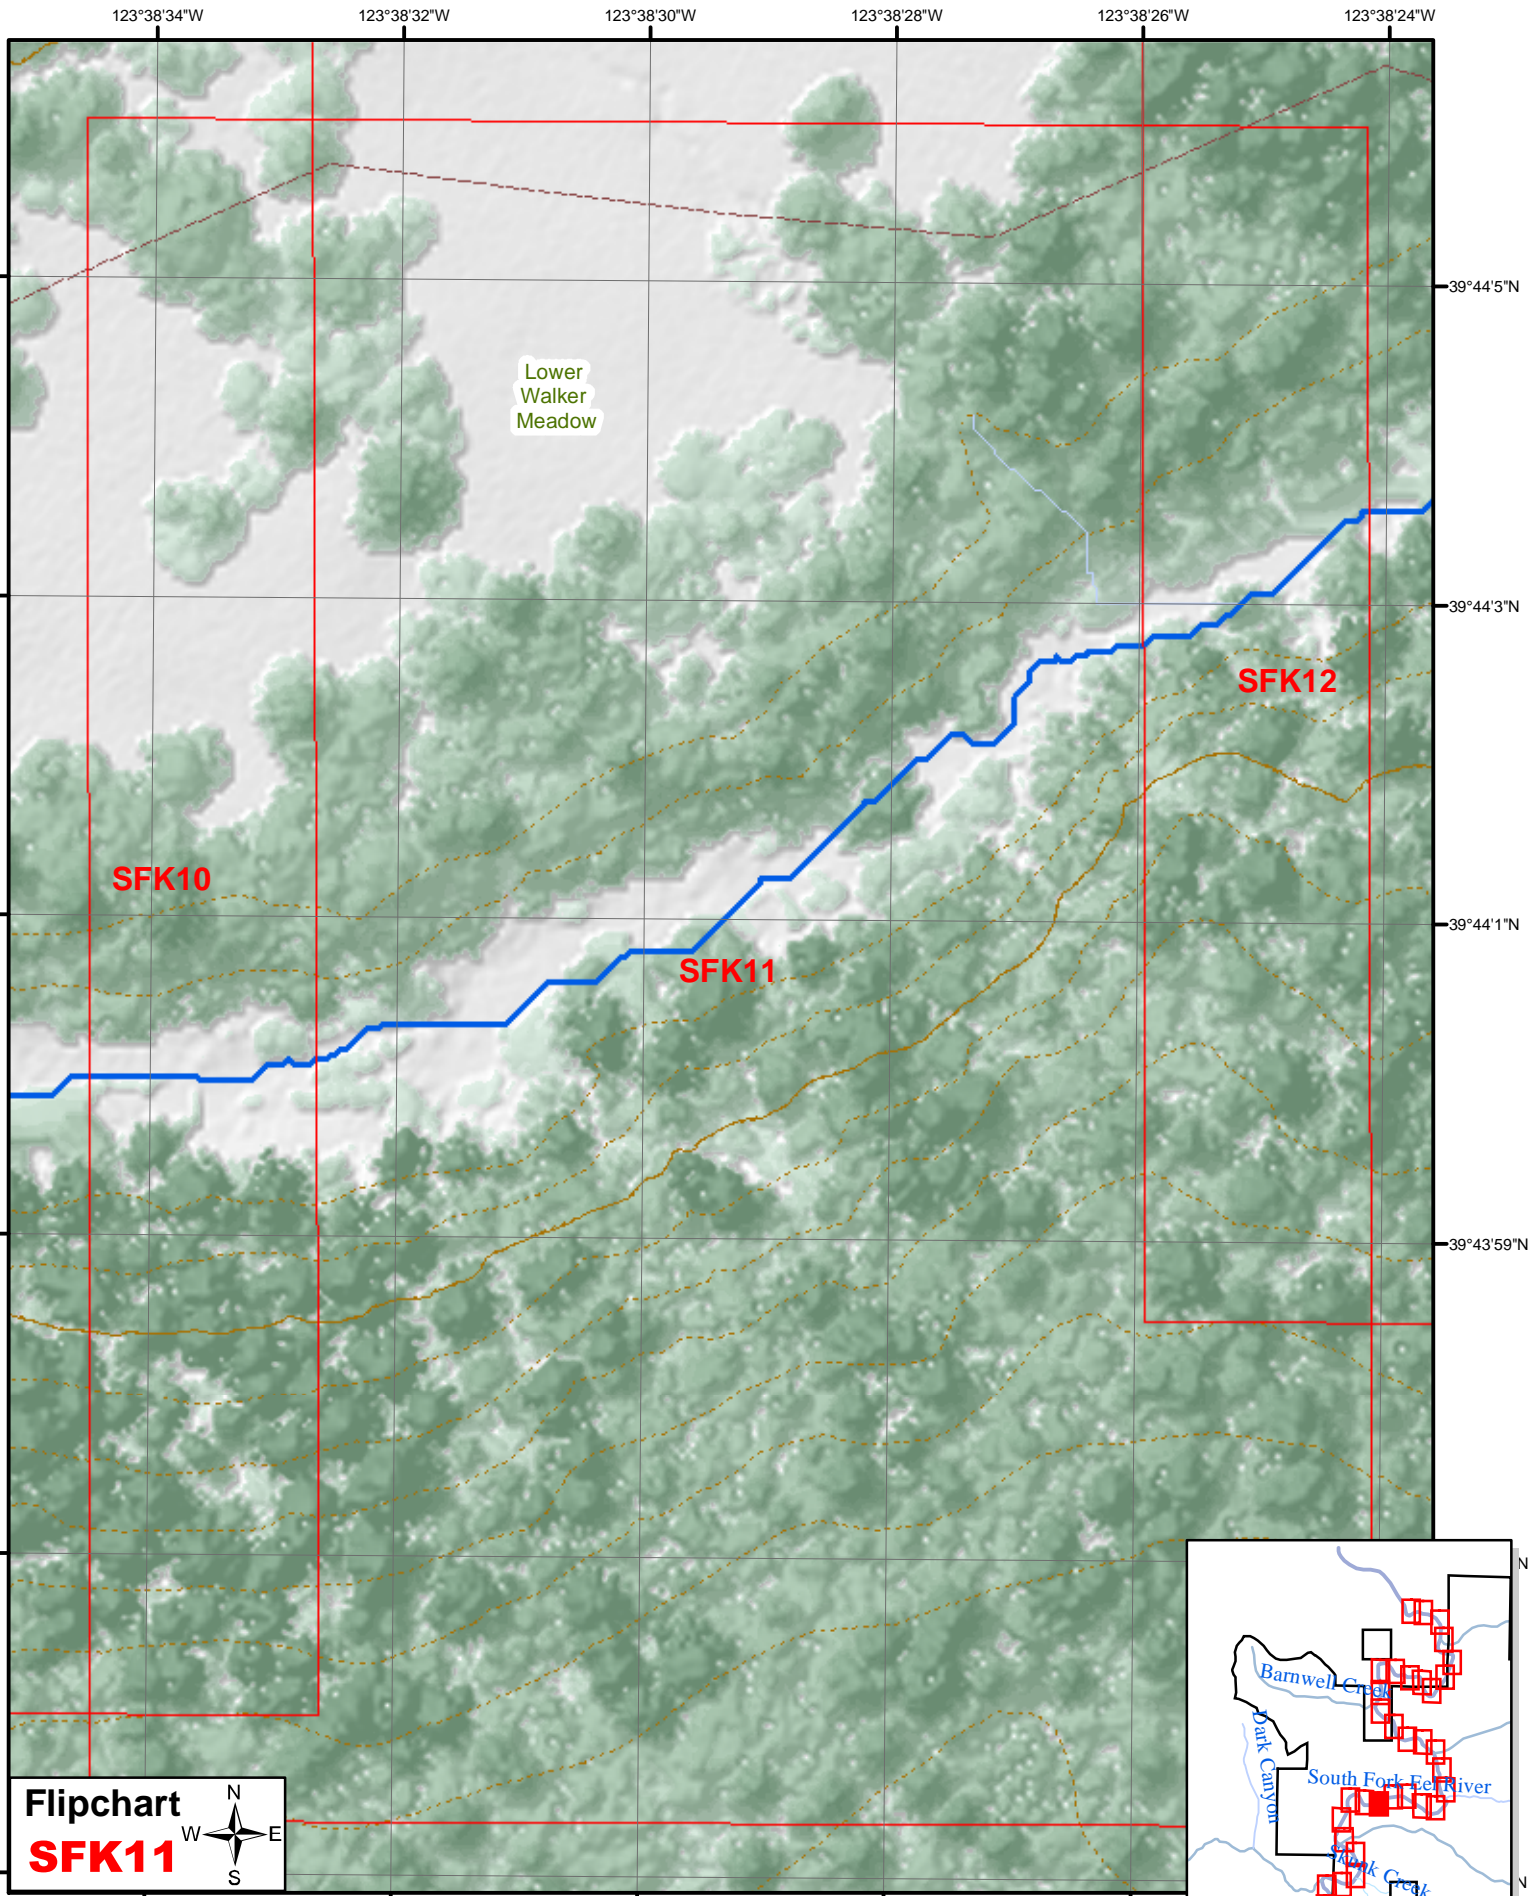 123°38'34"W 123°38'32"W 123°38'30"W 123°38'28"W 123°38'26"W 123°38'24"W
39°44'5"N
Lower
Walker
Meadow
39°44'3"N
SFK12
SFK10
39°44'1"N
SFK11
39°43'59"N
N
Barnwell Creek
Dark Canyon
South Fork Eel River
Skunk Creek
N
Flipchart
SFK11
N
W E
S